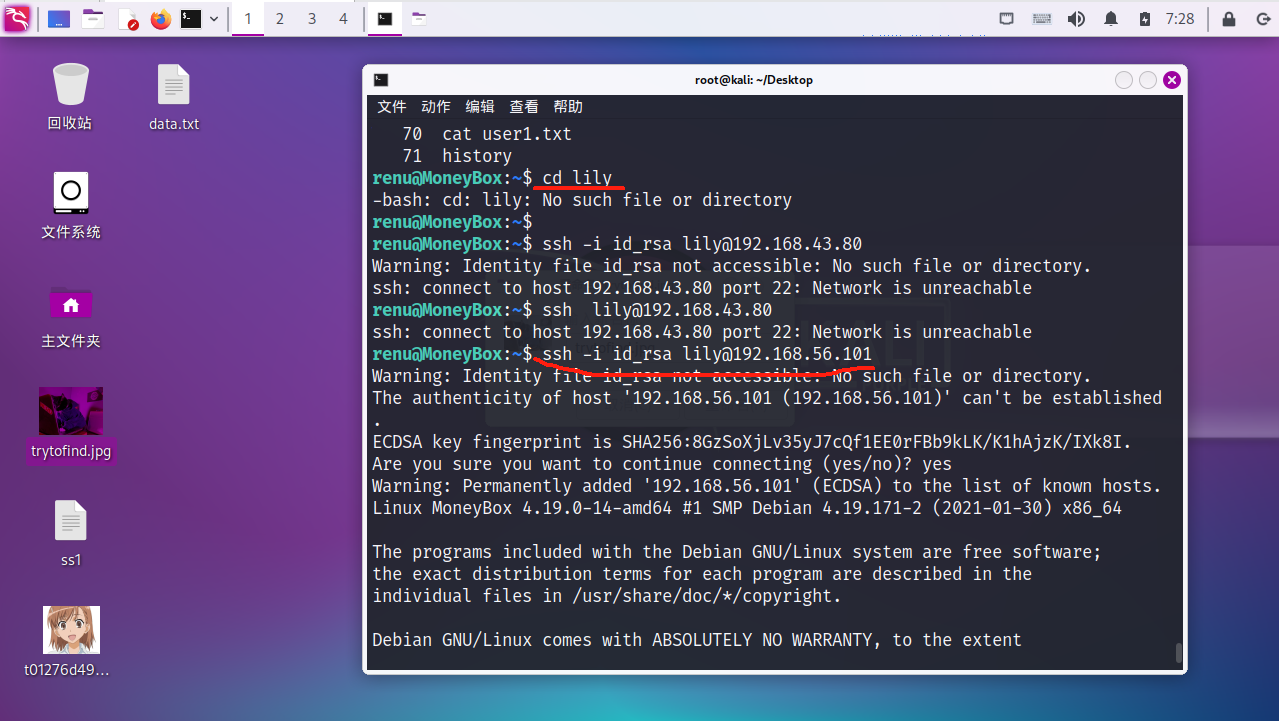 1 2 3 4 7:28
回收站
data.txt
文件系统
主文件夹
trytofind.jpg
ss1
t01276d49...
root@kali: ~/Desktop
文件 动作 编辑 查看 帮助
70 cat user1.txt
71 history
renu@MoneyBox:~$ cd lily
-bash: cd: lily: No such file or directory
renu@MoneyBox:~$
renu@MoneyBox:~$ ssh -i id_rsa lily@192.168.43.80
Warning: Identity file id_rsa not accessible: No such file or directory.
ssh: connect to host 192.168.43.80 port 22: Network is unreachable
renu@MoneyBox:~$ ssh  lily@192.168.43.80
ssh: connect to host 192.168.43.80 port 22: Network is unreachable
renu@MoneyBox:~$ ssh -i id_rsa lily@192.168.56.101
Warning: Identity file id_rsa not accessible: No such file or directory.
The authenticity of host '192.168.56.101 (192.168.56.101)' can't be established
.
ECDSA key fingerprint is SHA256:8GzSoXjLv35yJ7cQf1EE0rFBb9kLK/K1hAjzK/IXk8I.
Are you sure you want to continue connecting (yes/no)? yes
Warning: Permanently added '192.168.56.101' (ECDSA) to the list of known hosts.
Linux MoneyBox 4.19.0-14-amd64 #1 SMP Debian 4.19.171-2 (2021-01-30) x86_64
The programs included with the Debian GNU/Linux system are free software;
the exact distribution terms for each program are described in the
individual files in /usr/share/doc/*/copyright.
Debian GNU/Linux comes with ABSOLUTELY NO WARRANTY, to the extent